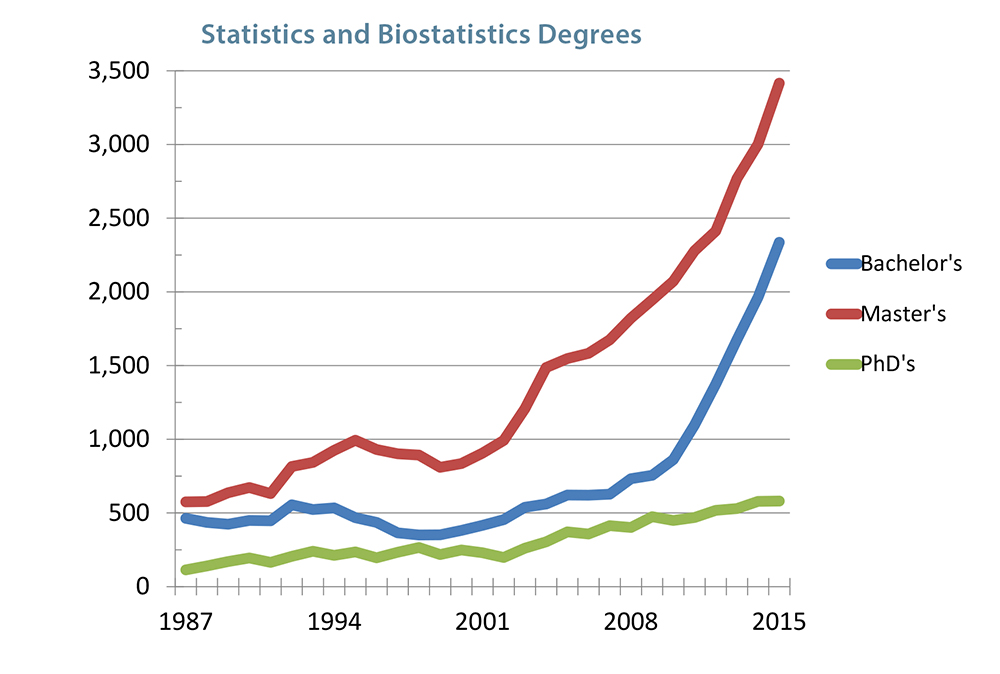 Statistics and Biostatistics Degrees
3,500
3,000
2,500
2,000
1,500
1,000
500
0
1987 1994 2001 2008 2015
Bachelor's
Master's
PhD's